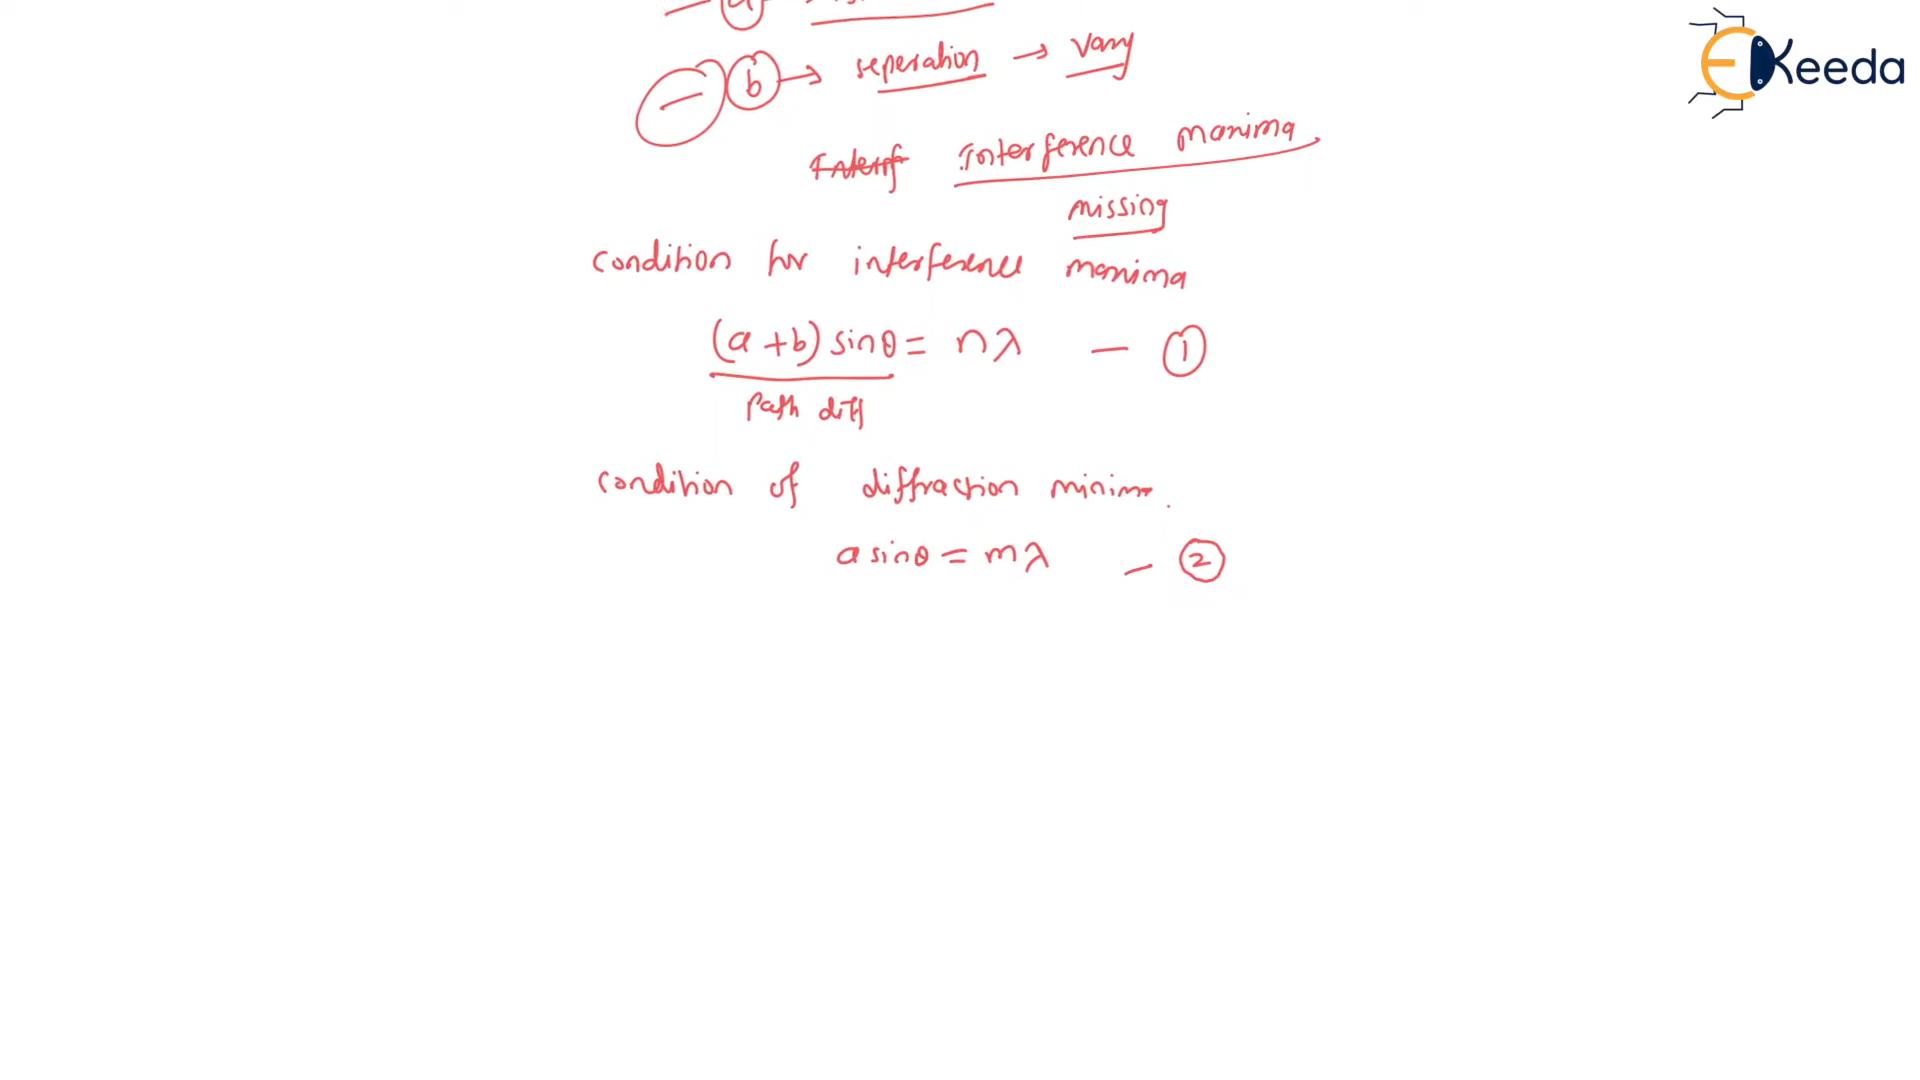 a
b → seperation → vary
Interf Interference maxima
missing
condition for interference maxima
(a+b) sinθ = nλ — 1
Path diff
condition of diffraction minima.
a sinθ = mλ — 2
EKeeda